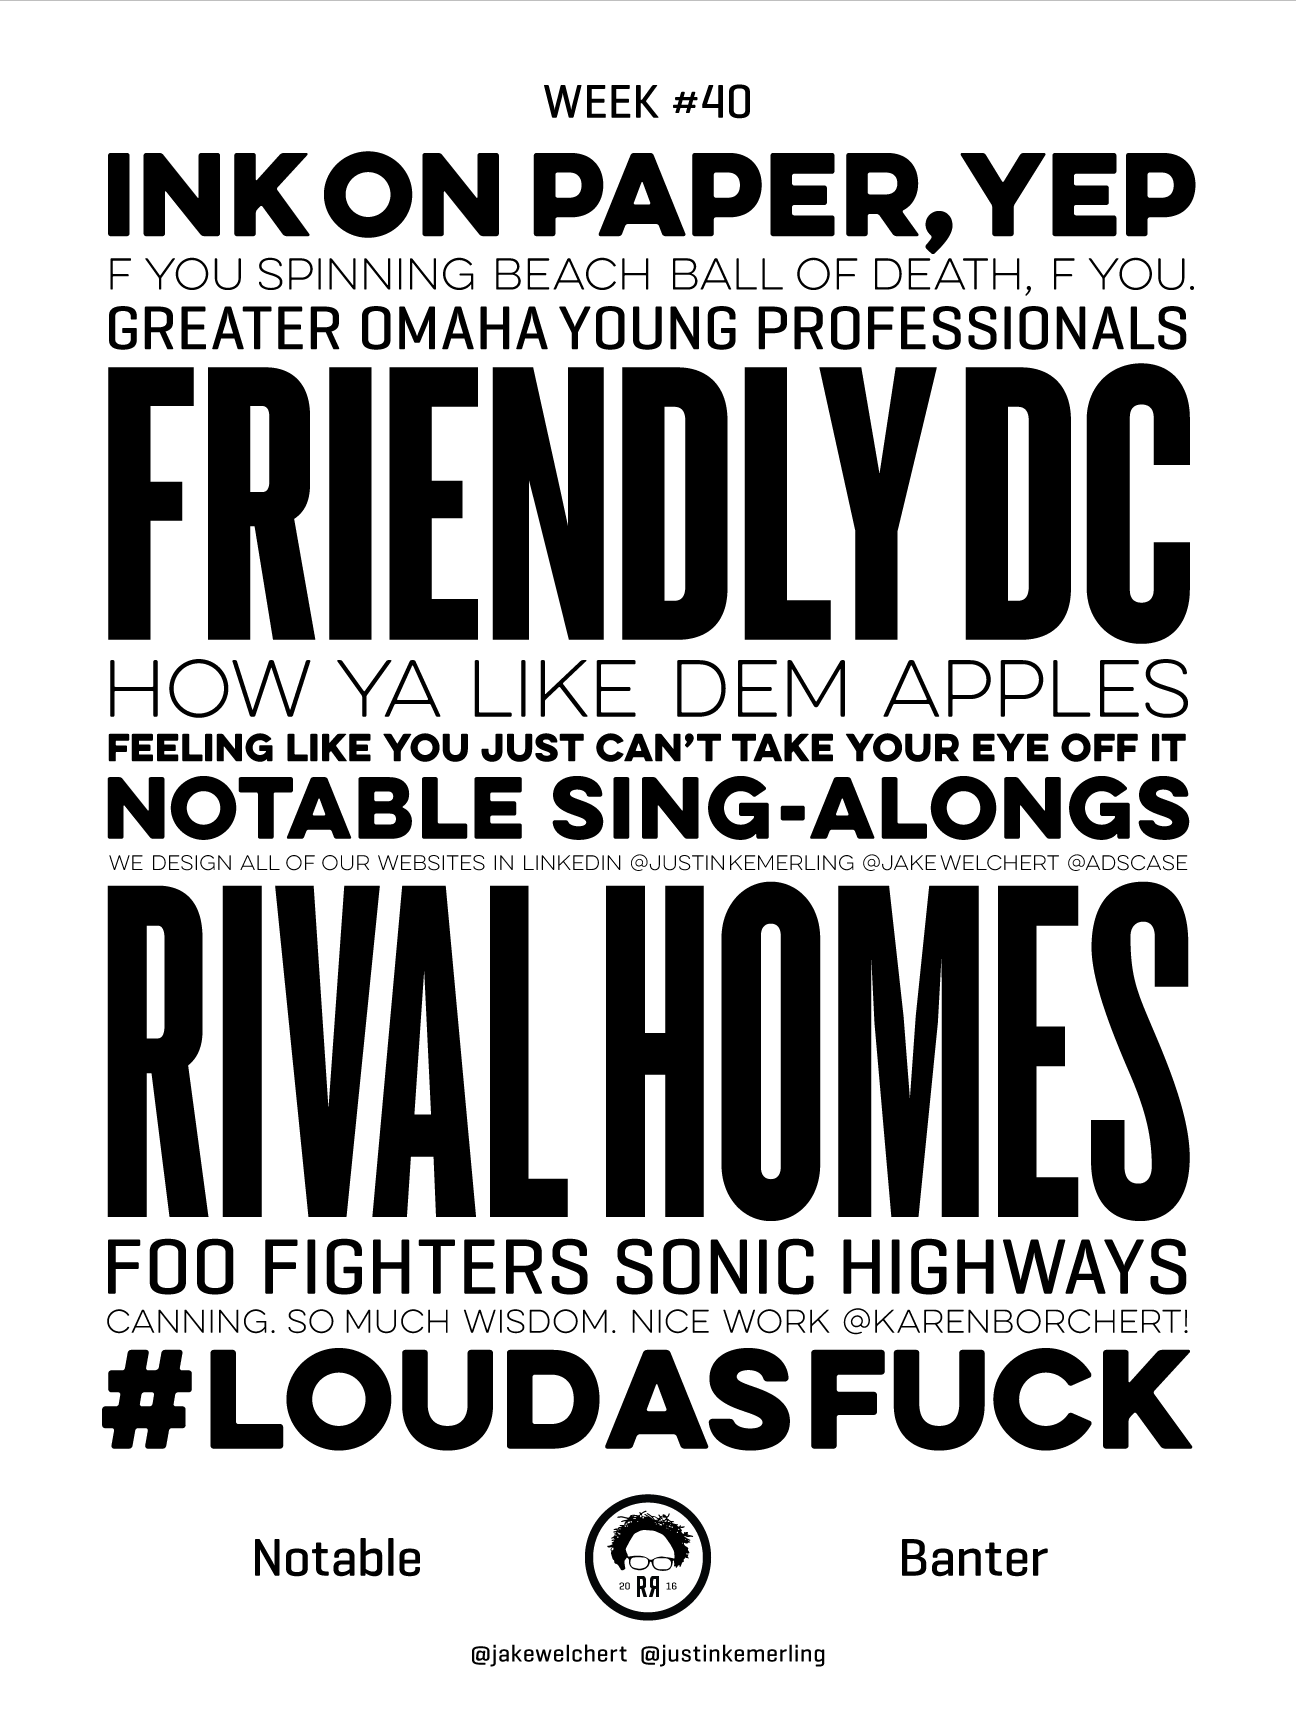 WEEK #40
INK ON PAPER, YEP
F YOU SPINNING BEACH BALL OF DEATH, F YOU.
GREATER OMAHA YOUNG PROFESSIONALS
FRIENDLY DC
HOW YA LIKE DEM APPLES
FEELING LIKE YOU JUST CAN'T TAKE YOUR EYE OFF IT
NOTABLE SING-ALONGS
WE DESIGN ALL OF OUR WEBSITES IN LINKEDIN @JUSTINKEMERLING @JAKEWELCHERT @ADSCASE
RIVAL HOMES
FOO FIGHTERS SONIC HIGHWAYS
CANNING. SO MUCH WISDOM. NICE WORK @KARENBORCHERT!
#LOUDASFUCK
Notable
20 RЯ 16
Banter
@jakewelchert @justinkemerling